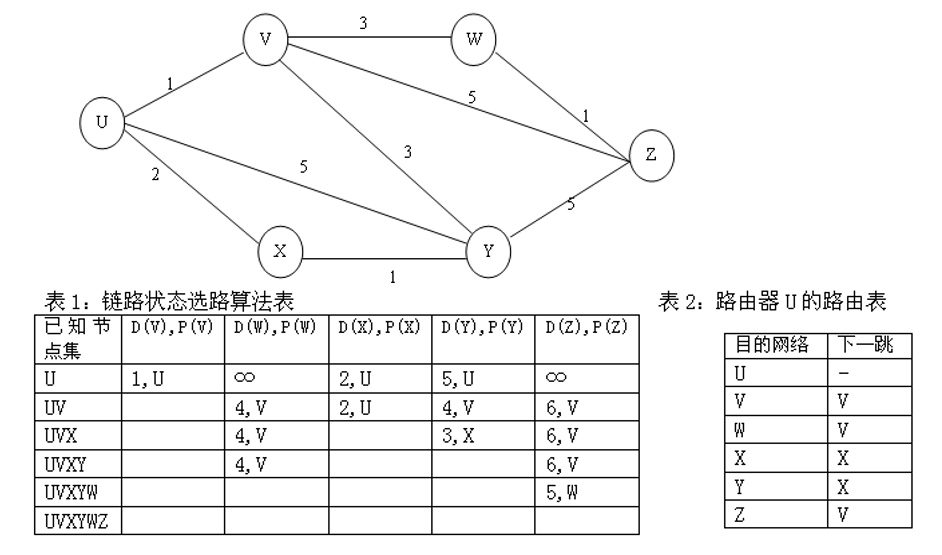 3
V
W
1
5
1
U
3
Z
5
2
5
X
Y
1
表1：链路状态选路算法表
表2：路由器U的路由表
已知节点集 D(V),P(V) D(W),P(W) D(X),P(X) D(Y),P(Y) D(Z),P(Z)
U 1,U ∞ 2,U 5,U ∞
UV 4,V 2,U 4,V 6,V
UVX 4,V 3,X 6,V
UVXY 4,V 6,V
UVXYW 5,W
UVXYWZ
目的网络 下一跳
U -
V V
W V
X X
Y X
Z V